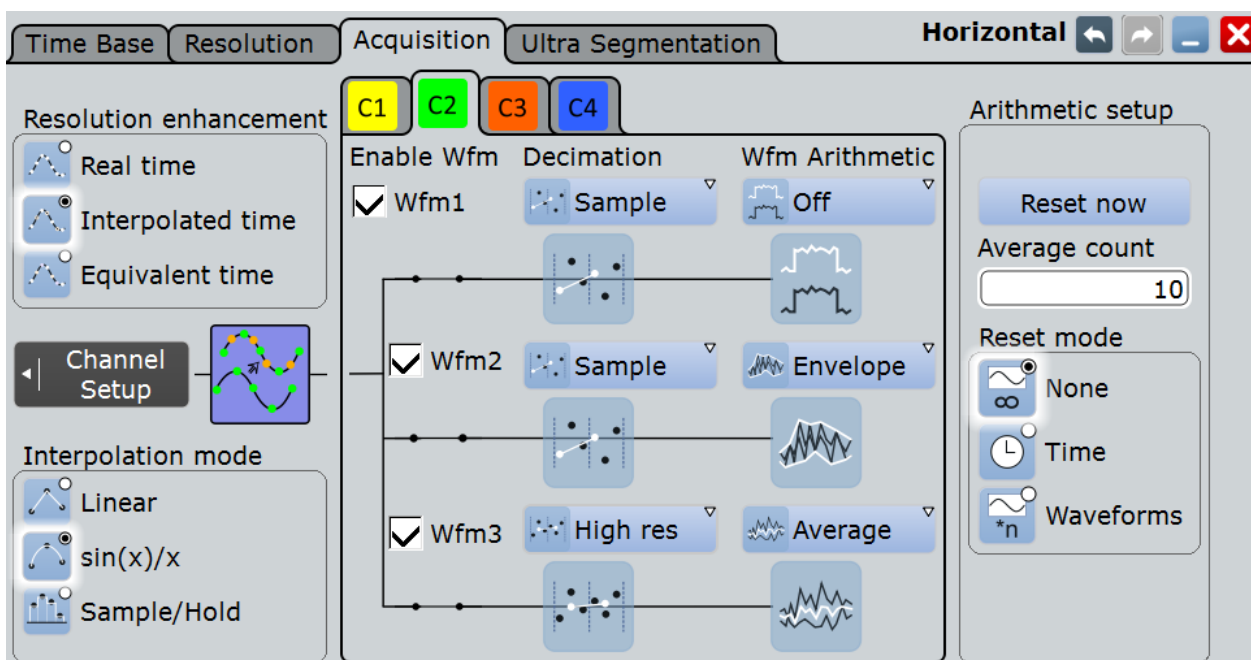 Time Base
Resolution
Acquisition
Ultra Segmentation
Horizontal
Resolution enhancement
Real time
Interpolated time
Equivalent time
Channel
Setup
Interpolation mode
Linear
sin(x)/x
Sample/Hold
C1
C2
C3
C4
Enable Wfm
Decimation
Wfm Arithmetic
Wfm1
Sample
Off
Wfm2
Sample
Envelope
Wfm3
High res
Average
Arithmetic setup
Reset now
Average count
10
Reset mode
∞
None
Time
*n
Waveforms